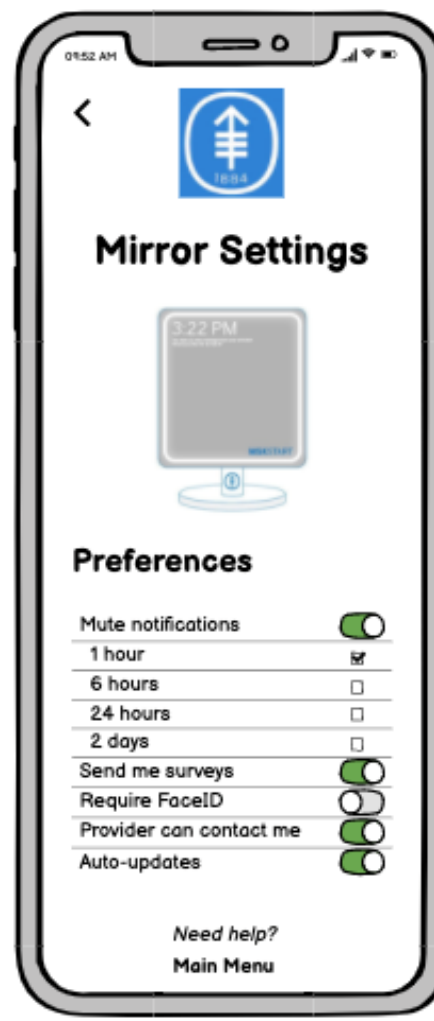 09:52 AM
1884
Mirror Settings
3:22 PM
Preferences
Mute notifications
1 hour
6 hours
24 hours
2 days
Send me surveys
Require FaceID
Provider can contact me
Auto-updates
Need help?
Main Menu